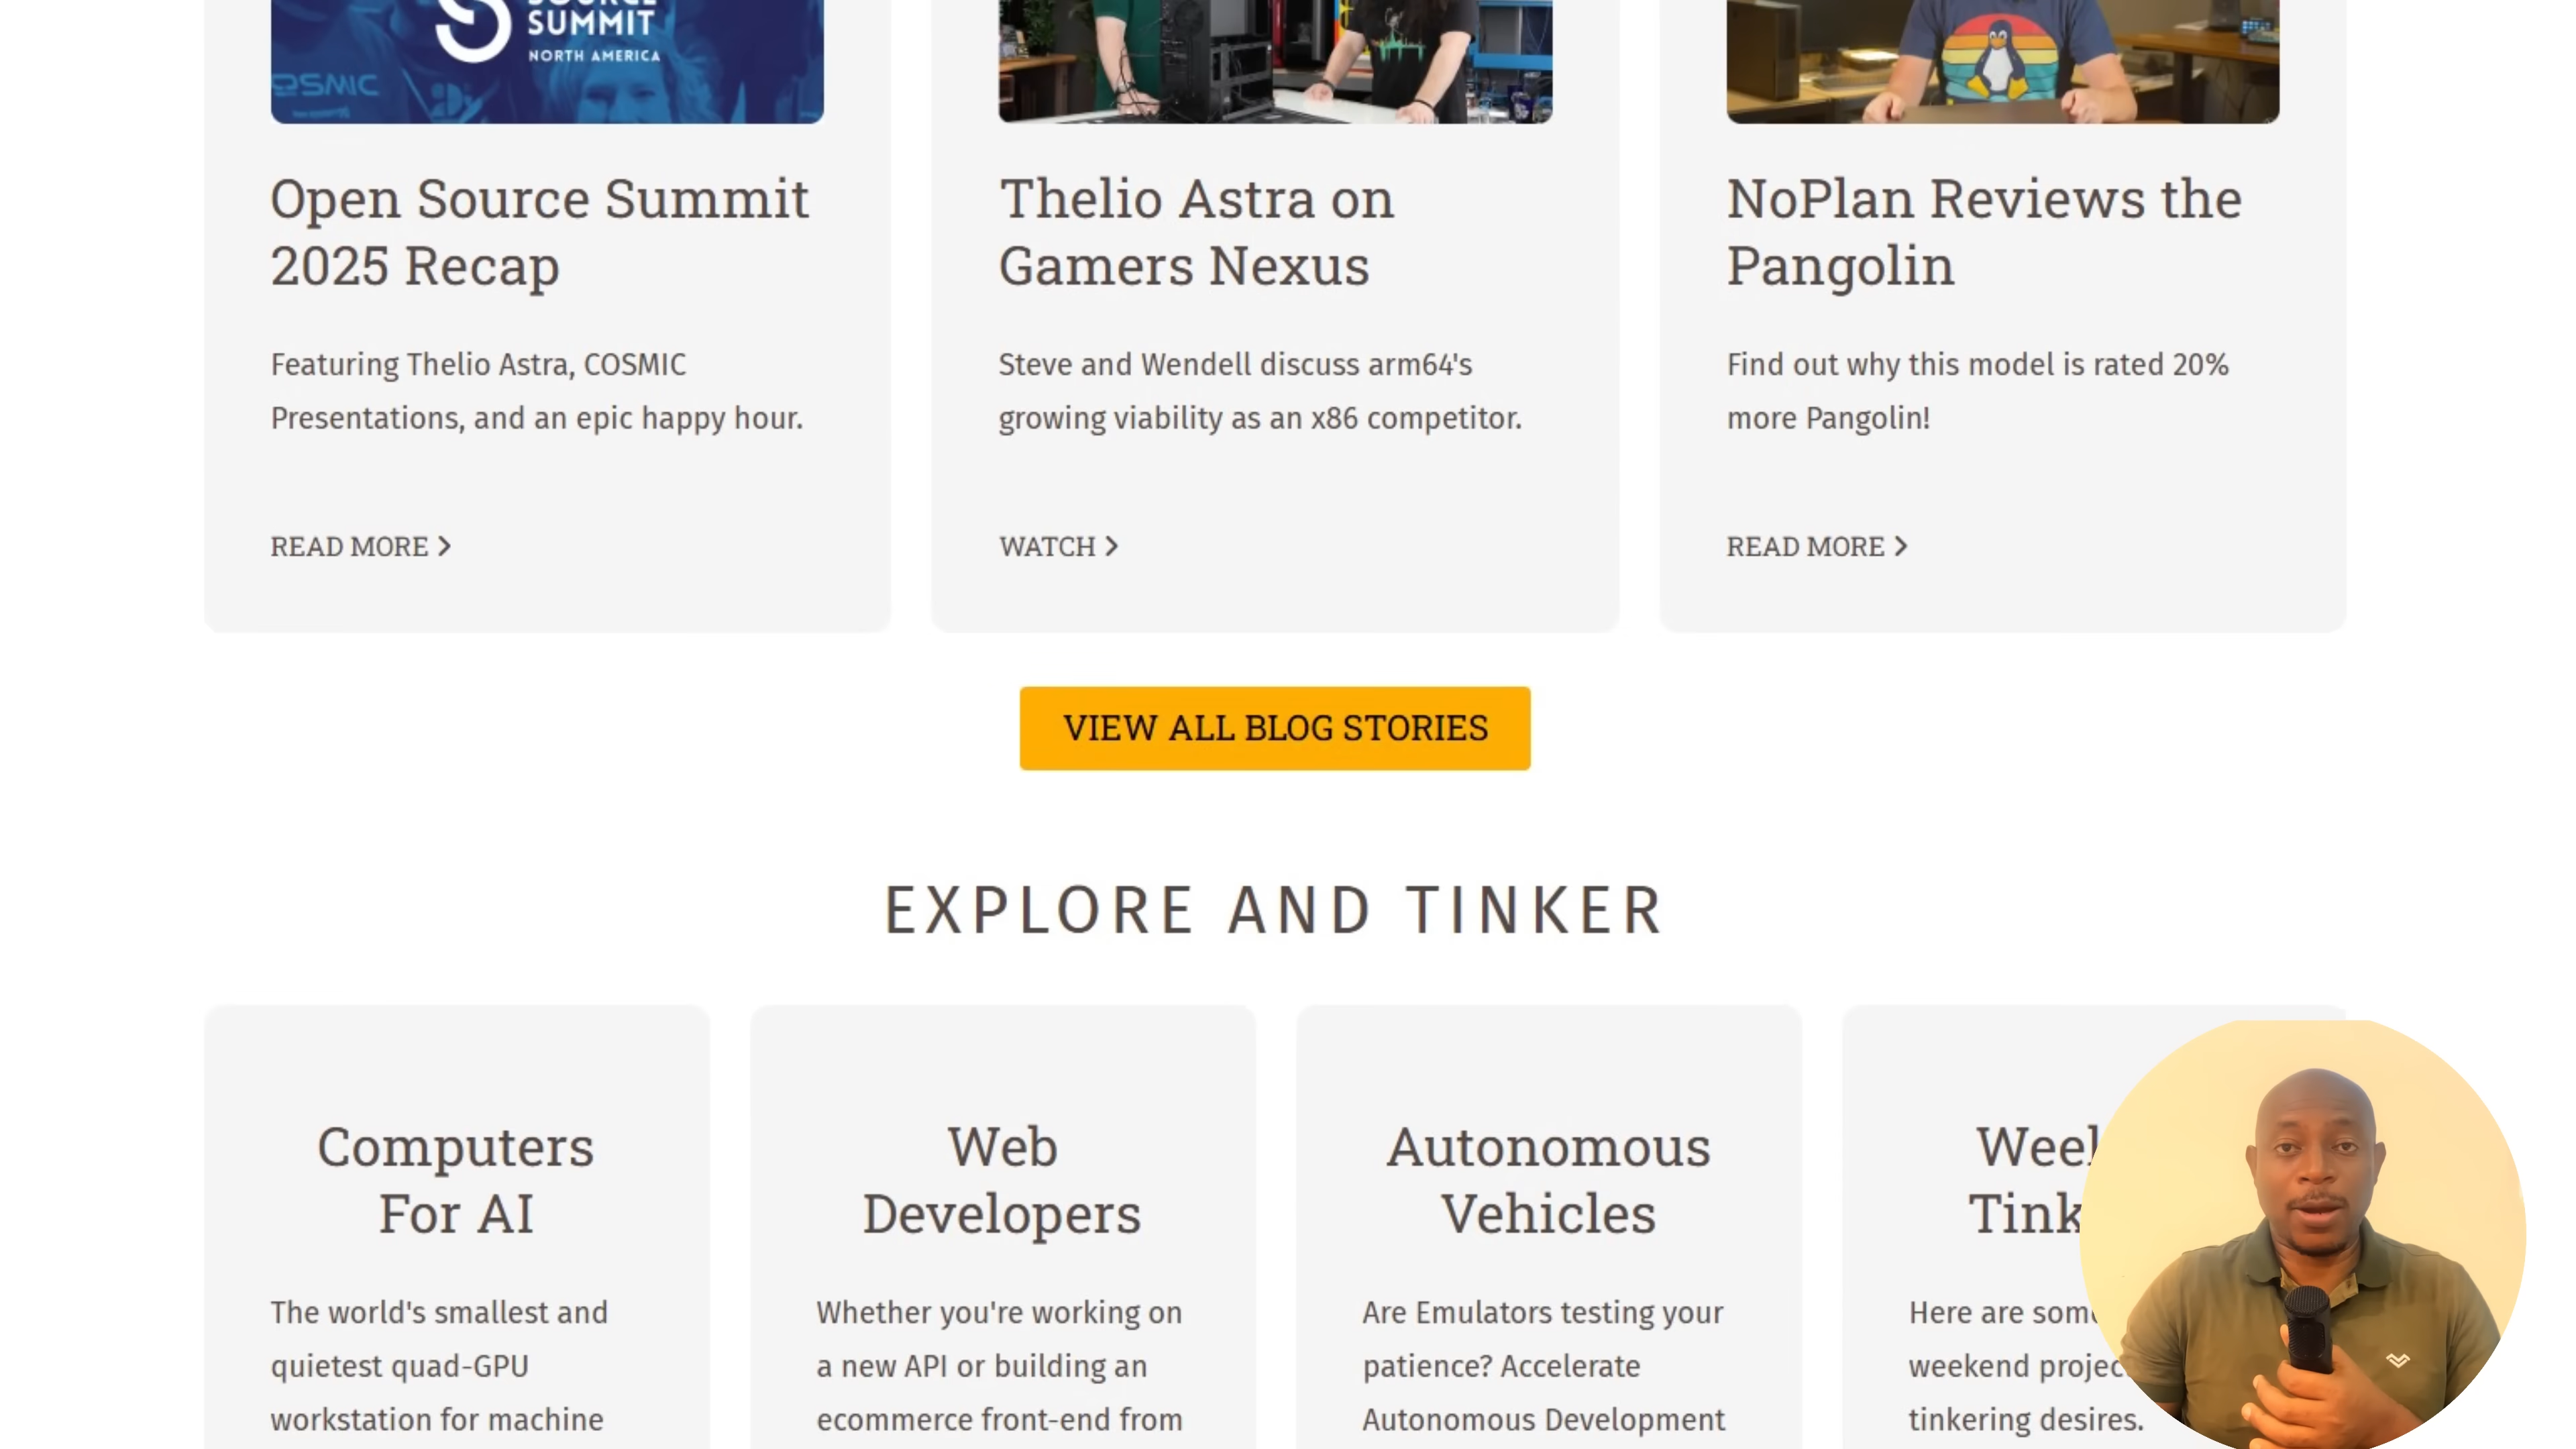 SUMMIT
NORTH AMERICA
OSMIC
Open Source Summit
2025 Recap
Featuring Thelio Astra, COSMIC
Presentations, and an epic happy hour.
READ MORE
Thelio Astra on
Gamers Nexus
Steve and Wendell discuss arm64's
growing viability as an x86 competitor.
WATCH
NoPlan Reviews the
Pangolin
Find out why this model is rated 20%
more Pangolin!
READ MORE
VIEW ALL BLOG STORIES
EXPLORE AND TINKER
Computers
For AI
The world's smallest and
quietest quad-GPU
workstation for machine
Web
Developers
Whether you're working on
a new API or building an
ecommerce front-end from
Autonomous
Vehicles
Are Emulators testing your
patience? Accelerate
Autonomous Development
Here are
weekend
tinkering desires.